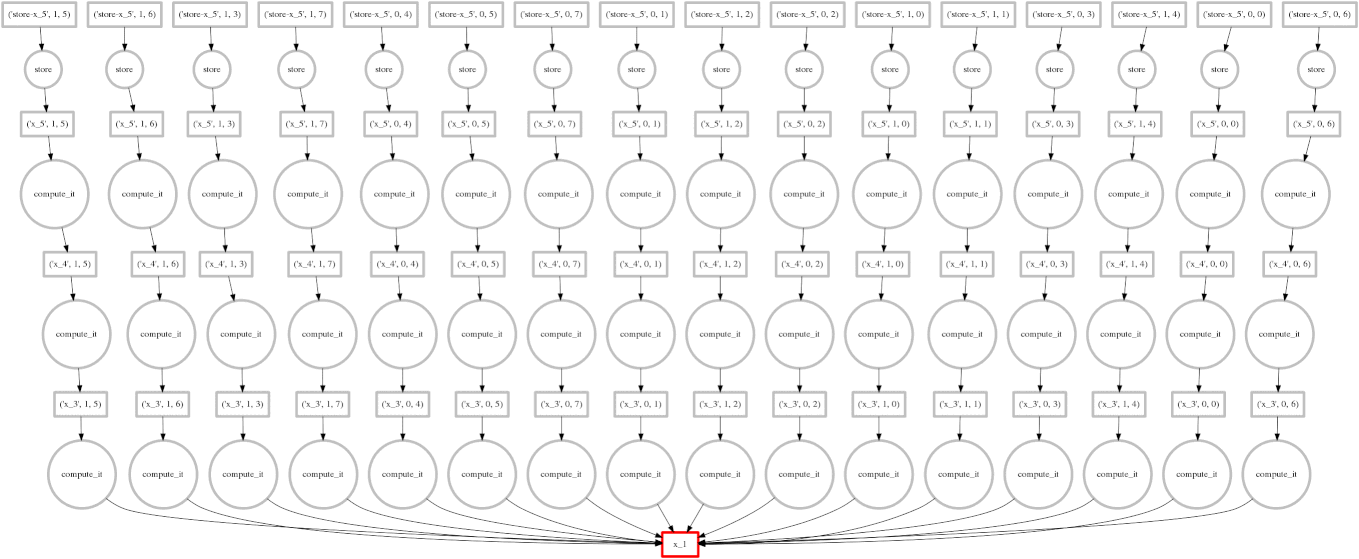 ('store-x_5', 1, 5) ('store-x_5', 1, 6) ('store-x_5', 1, 3) ('store-x_5', 1, 7) ('store-x_5', 0, 4) ('store-x_5', 0, 5) ('store-x_5', 0, 7) ('store-x_5', 0, 1) ('store-x_5', 1, 2) ('store-x_5', 0, 2) ('store-x_5', 1, 0) ('store-x_5', 1, 1) ('store-x_5', 0, 3) ('store-x_5', 1, 4) ('store-x_5', 0, 0) ('store-x_5', 0, 6)
store store store store store store store store store store store store store store store store
('x_5', 1, 5) ('x_5', 1, 6) ('x_5', 1, 3) ('x_5', 1, 7) ('x_5', 0, 4) ('x_5', 0, 5) ('x_5', 0, 7) ('x_5', 0, 1) ('x_5', 1, 2) ('x_5', 0, 2) ('x_5', 1, 0) ('x_5', 1, 1) ('x_5', 0, 3) ('x_5', 1, 4) ('x_5', 0, 0) ('x_5', 0, 6)
compute_it compute_it compute_it compute_it compute_it compute_it compute_it compute_it compute_it compute_it compute_it compute_it compute_it compute_it compute_it compute_it
('x_4', 1, 5) ('x_4', 1, 6) ('x_4', 1, 3) ('x_4', 1, 7) ('x_4', 0, 4) ('x_4', 0, 5) ('x_4', 0, 7) ('x_4', 0, 1) ('x_4', 1, 2) ('x_4', 0, 2) ('x_4', 1, 0) ('x_4', 1, 1) ('x_4', 0, 3) ('x_4', 1, 4) ('x_4', 0, 0) ('x_4', 0, 6)
compute_it compute_it compute_it compute_it compute_it compute_it compute_it compute_it compute_it compute_it compute_it compute_it compute_it compute_it compute_it compute_it
('x_3', 1, 5) ('x_3', 1, 6) ('x_3', 1, 3) ('x_3', 1, 7) ('x_3', 0, 4) ('x_3', 0, 5) ('x_3', 0, 7) ('x_3', 0, 1) ('x_3', 1, 2) ('x_3', 0, 2) ('x_3', 1, 0) ('x_3', 1, 1) ('x_3', 0, 3) ('x_3', 1, 4) ('x_3', 0, 0) ('x_3', 0, 6)
compute_it compute_it compute_it compute_it compute_it compute_it compute_it compute_it compute_it compute_it compute_it compute_it compute_it compute_it compute_it compute_it
x_1